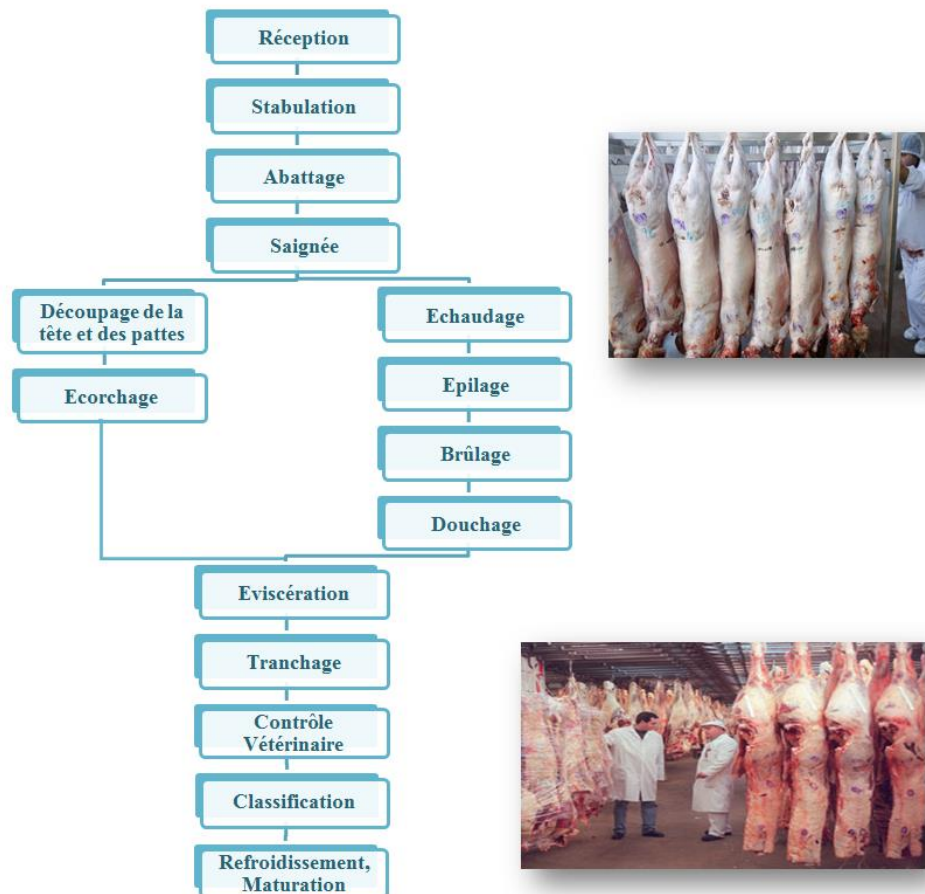 Réception
Stabulation
Abattage
Saignée
Découpage de la
tête et des pattes
Ecorchage
Echaudage
Epilage
Brûlage
Douchage
Eviscération
Tranchage
Contrôle
Vétérinaire
Classification
Refroidissement,
Maturation